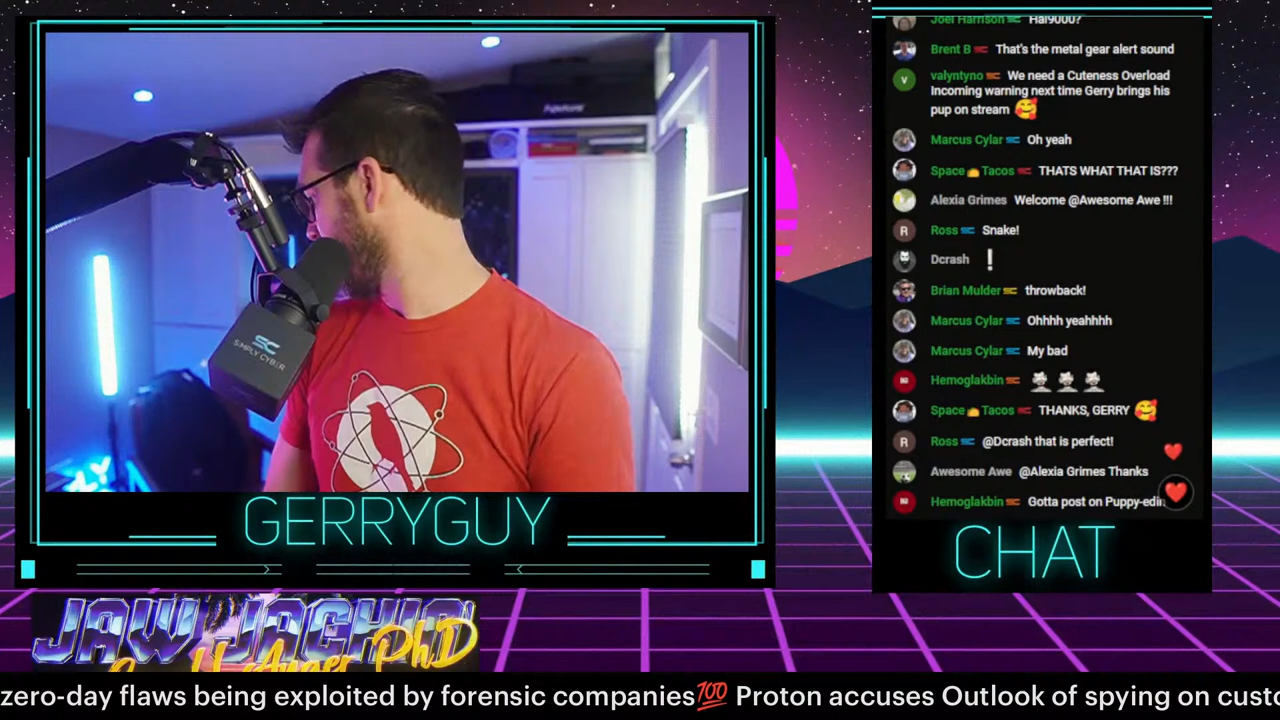 SIMPLY CYBER
GERRYGUY
Joel Harrison Hal9000?
Brent B That's the metal gear alert sound
valyntyno We need a Cuteness Overload
Incoming warning next time Gerry brings his
pup on stream 🥰
Marcus Cylar Oh yeah
Space🌮Tacos THATS WHAT THAT IS???
Alexia Grimes Welcome @Awesome Awe !!!
Ross Snake!
Dcrash ❕
Brian Mulder throwback!
Marcus Cylar Ohhhh yeahhhh
Marcus Cylar My bad
Hemoglakbin
Space🌮Tacos THANKS, GERRY 🥰
Ross @Dcrash that is perfect!
Awesome Awe @Alexia Grimes Thanks
Hemoglakbin Gotta post on Puppy-edin
CHAT
JAW JACKIN'
PhD
zero-day flaws being exploited by forensic companies💯 Proton accuses Outlook of spying on custo